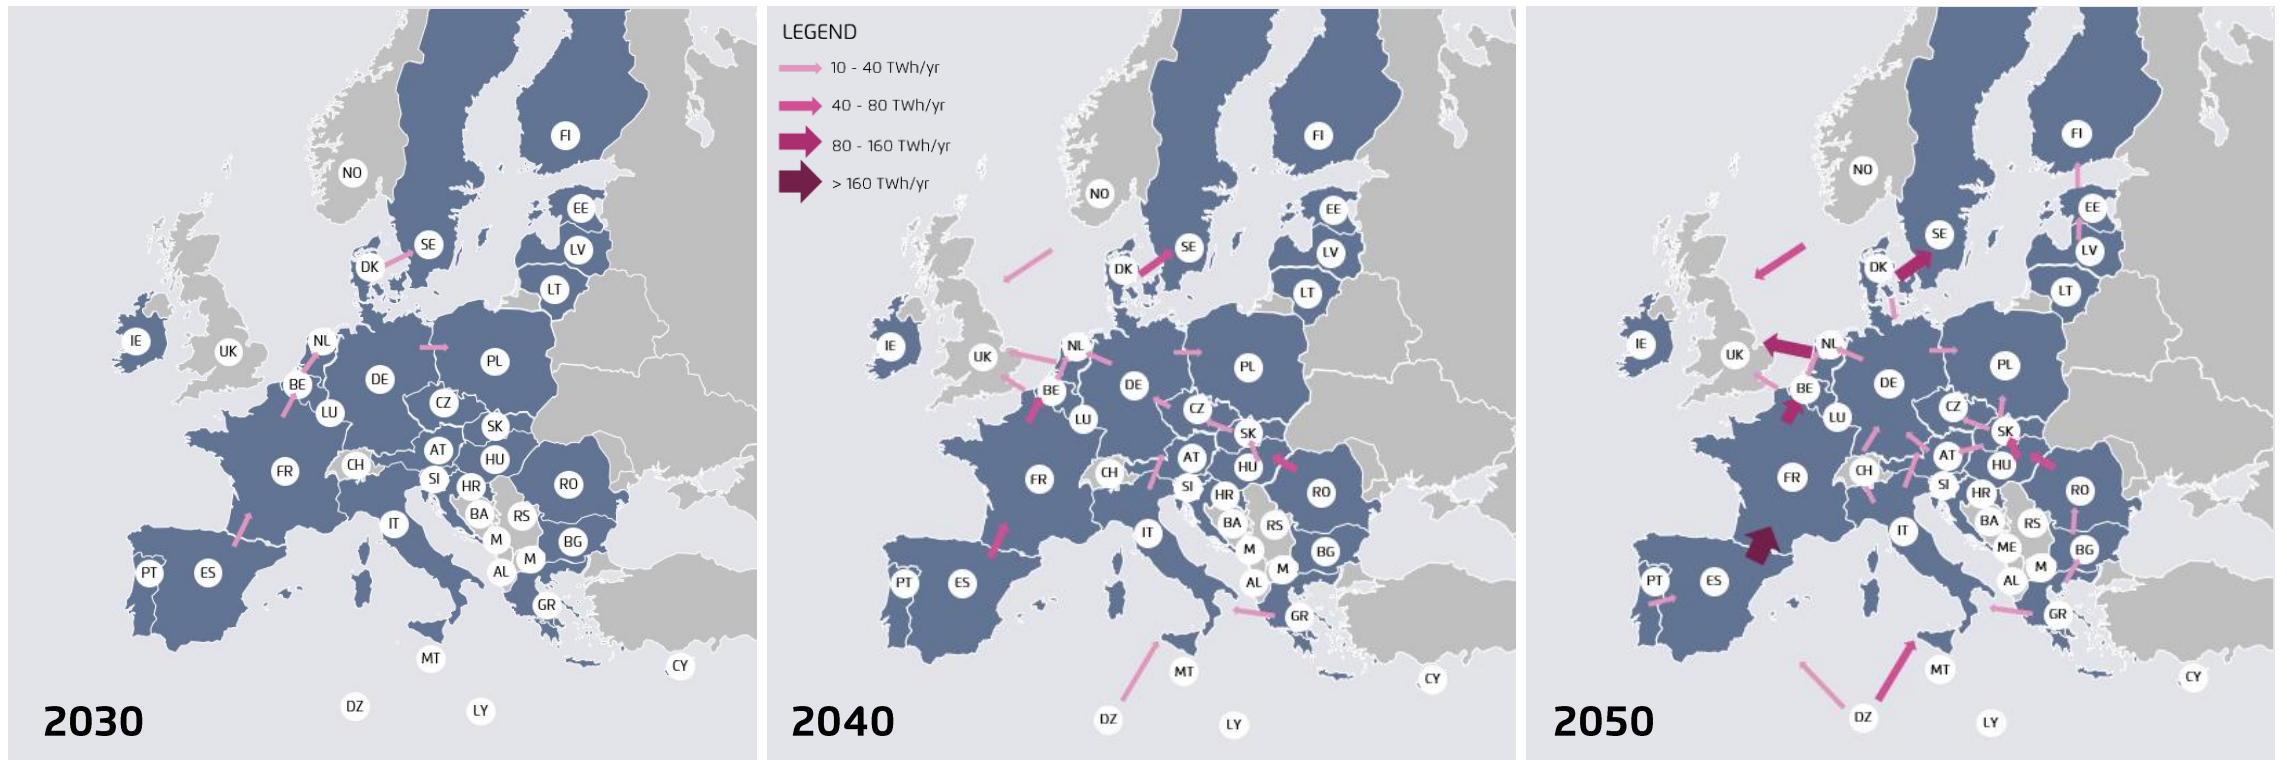 NO
FI
EE
SE
LV
DK
LT
IE
NL
UK
PL
DE
BE
CZ
LU
SK
AT
HU
CH
FR
SI
HR
RO
BA
RS
IT
M
BG
M
PT
ES
AL
GR
MT
CY
DZ
LY
2030
LEGEND
10 - 40 TWh/yr
40 - 80 TWh/yr
80 - 160 TWh/yr
> 160 TWh/yr
FI
NO
EE
SE
LV
DK
LT
IE
NL
UK
PL
DE
BE
CZ
LU
SK
AT
HU
CH
FR
SI
HR
RO
BA
RS
IT
M
BG
M
PT
ES
AL
GR
MT
CY
DZ
LY
2040
FI
NO
EE
SE
LV
DK
LT
IE
NL
UK
PL
DE
BE
CZ
LU
SK
AT
HU
CH
FR
SI
HR
RO
BA
RS
IT
ME
BG
M
PT
ES
AL
GR
MT
CY
DZ
LY
2050